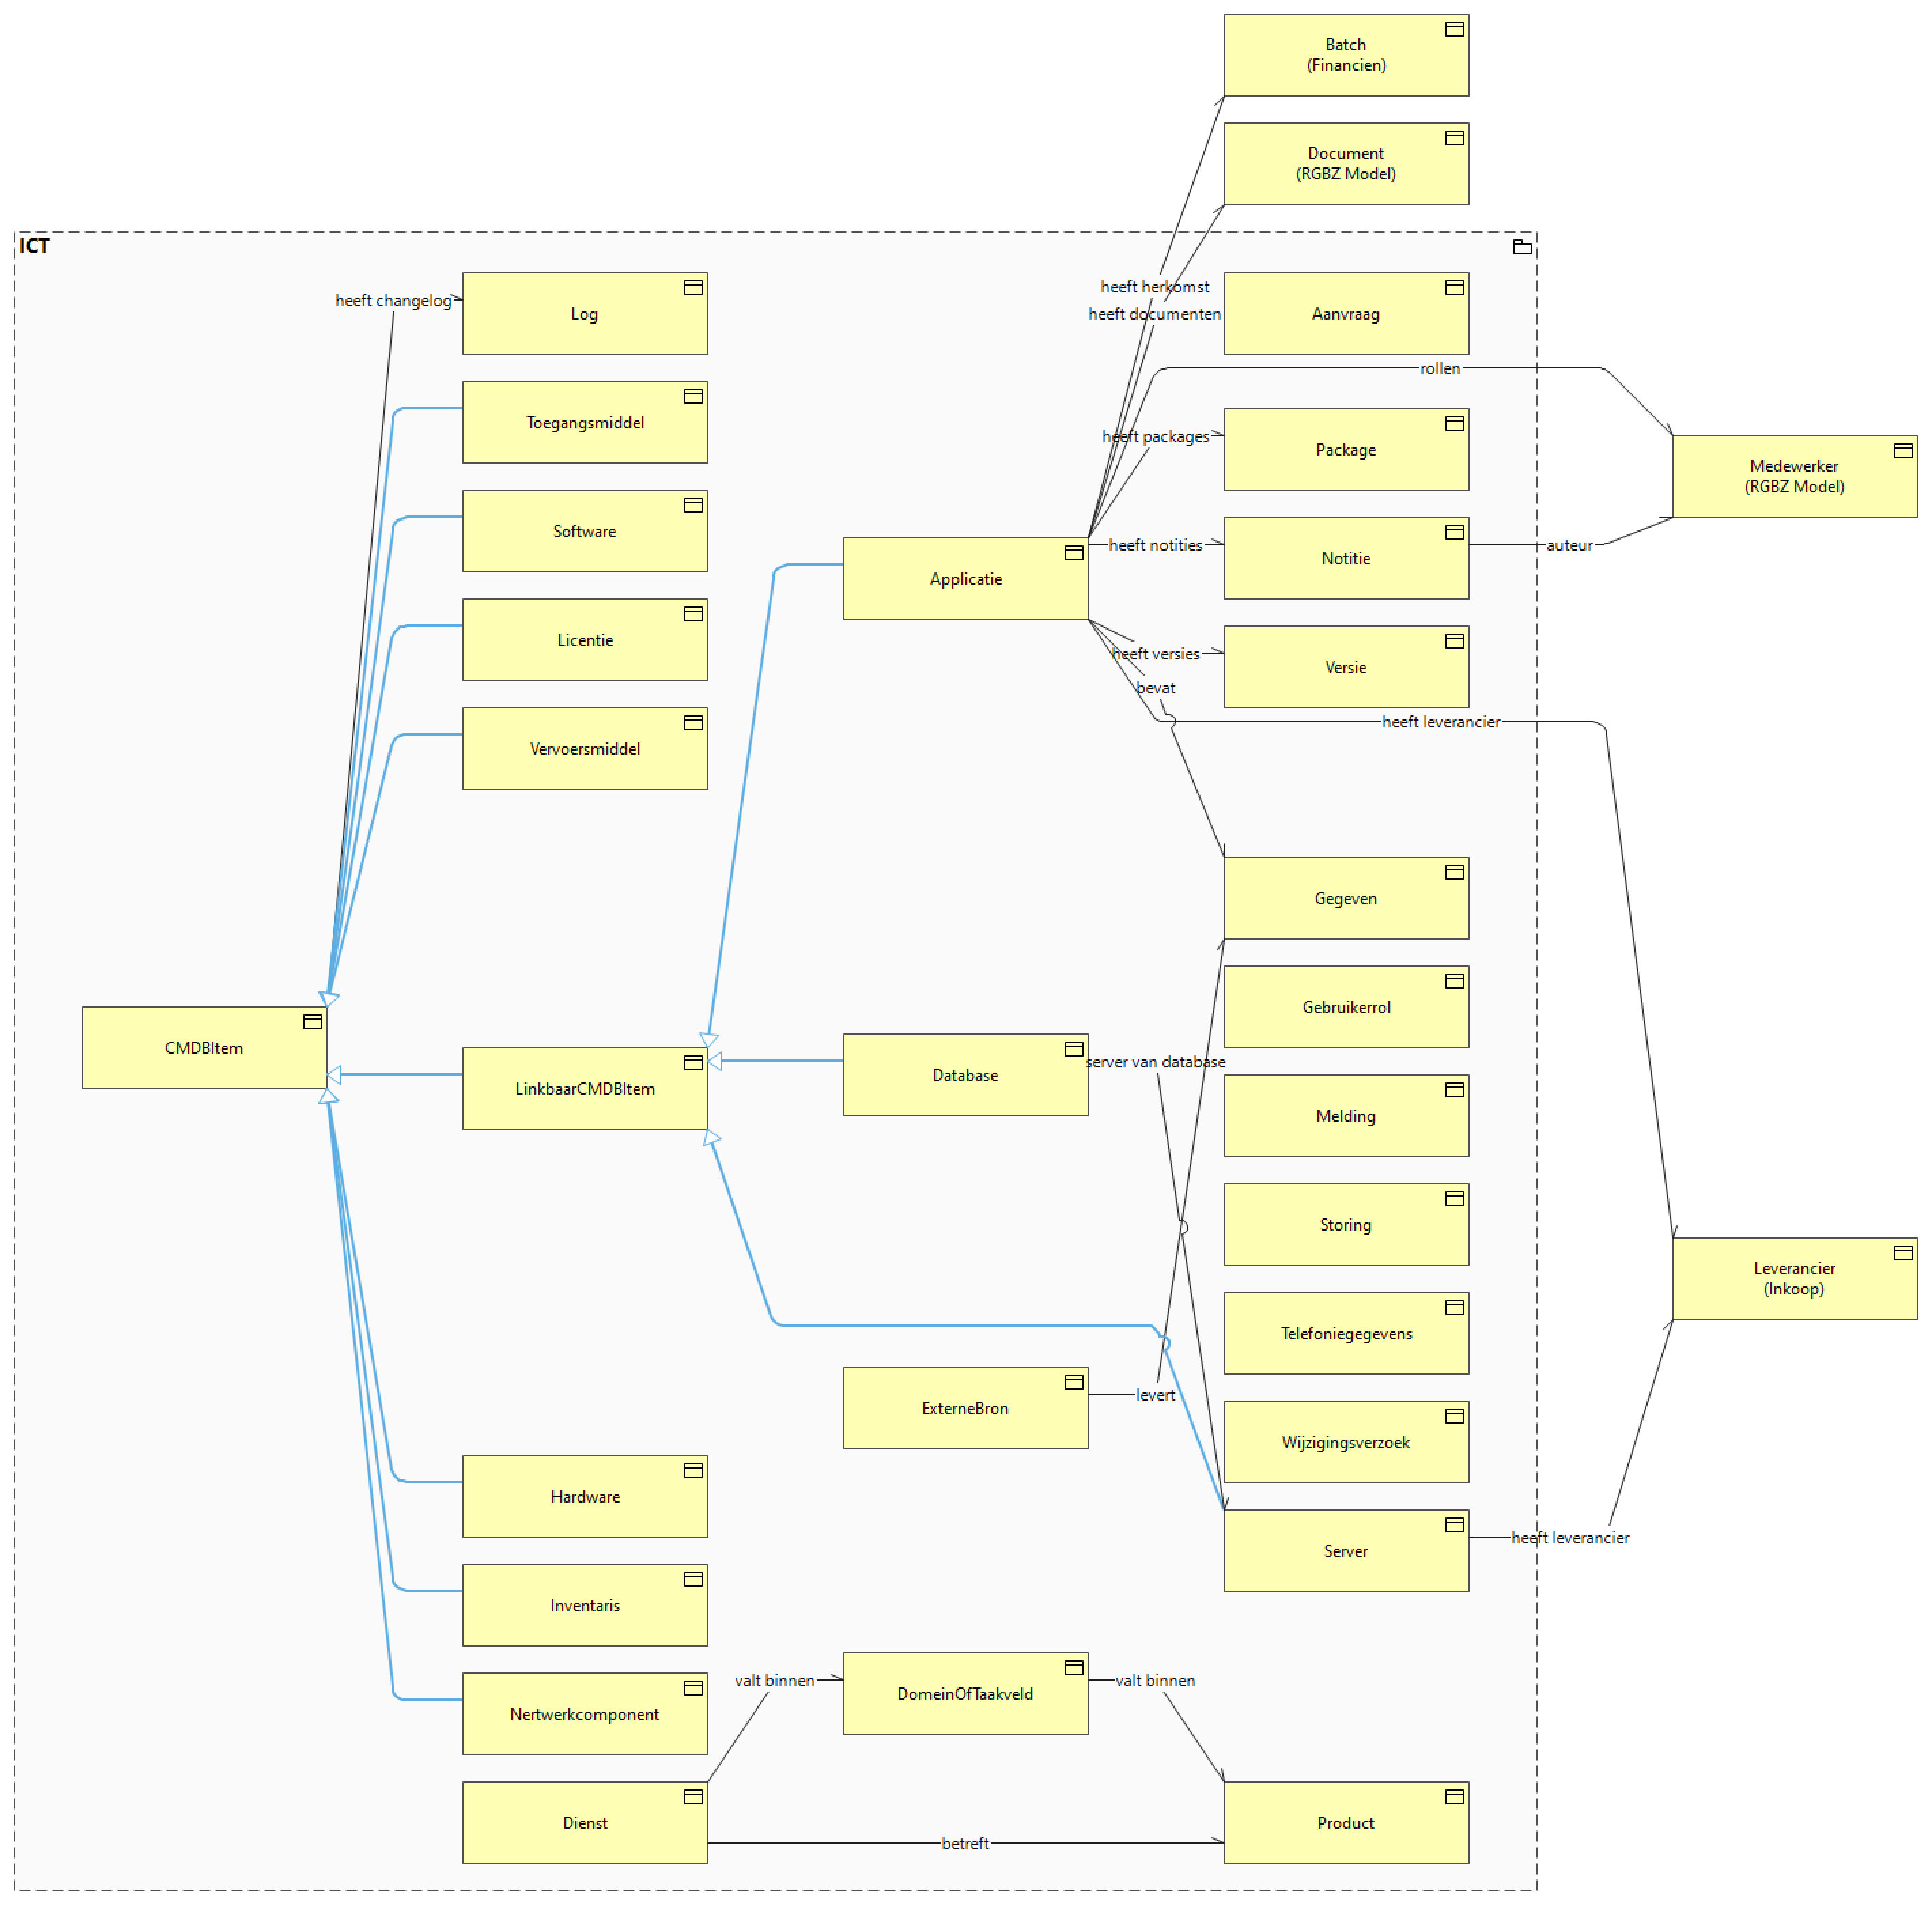 Batch
(Financien)
Document
(RGBZ Model)
ICT
heeft changelog
Log
heeft herkomst
heeft documenten
Aanvraag
rollen
Toegangsmiddel
heeft packages
Package
Medewerker
(RGBZ Model)
Software
Applicatie
heeft notities
Notitie
auteur
Licentie
heeft versies
Versie
bevat
heeft leverancier
Vervoersmiddel
Gegeven
Gebruikerrol
CMDBItem
LinkbaarCMDBItem
Database
server van database
Melding
Storing
Leverancier
(Inkoop)
Telefoniegegevens
ExterneBron
levert
Wijzigingsverzoek
Hardware
Server
heeft leverancier
Inventaris
valt binnen
DomeinOfTaakveld
valt binnen
Nertwerkcomponent
Dienst
betreft
Product